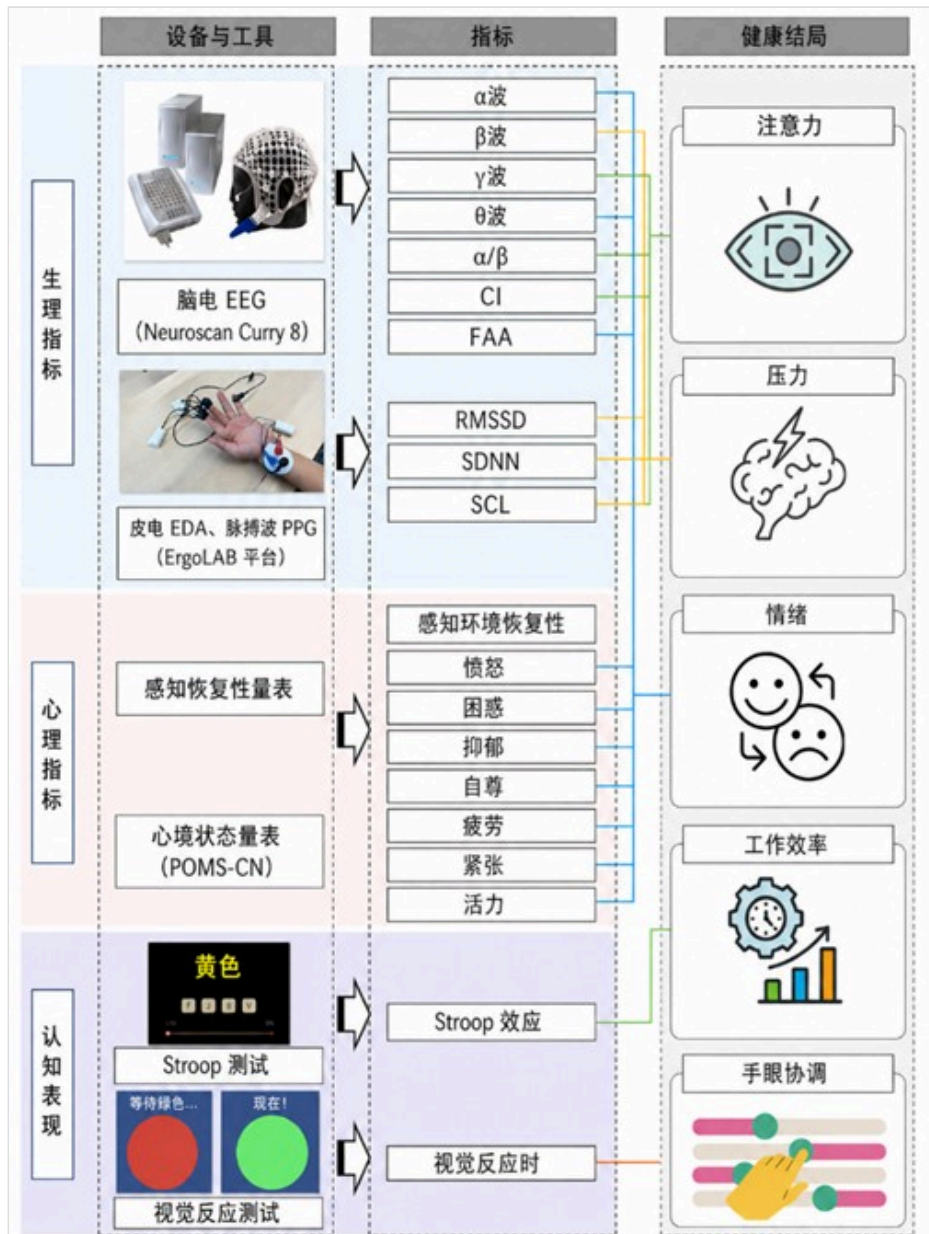 设备与工具
指标
健康结局
生理指标
脑电 EEG
（Neuroscan Curry 8）
皮电 EDA、脉搏波 PPG
（ErgoLAB 平台）
α波
β波
γ波
θ波
α/β
CI
FAA
RMSSD
SDNN
SCL
心理指标
感知恢复性量表
心境状态量表
（POMS-CN）
感知环境恢复性
愤怒
困惑
抑郁
自尊
疲劳
紧张
活力
认知表现
黄色
Stroop 测试
等待绿色...
现在！
视觉反应测试
Stroop 效应
视觉反应时
注意力
压力
情绪
工作效率
手眼协调